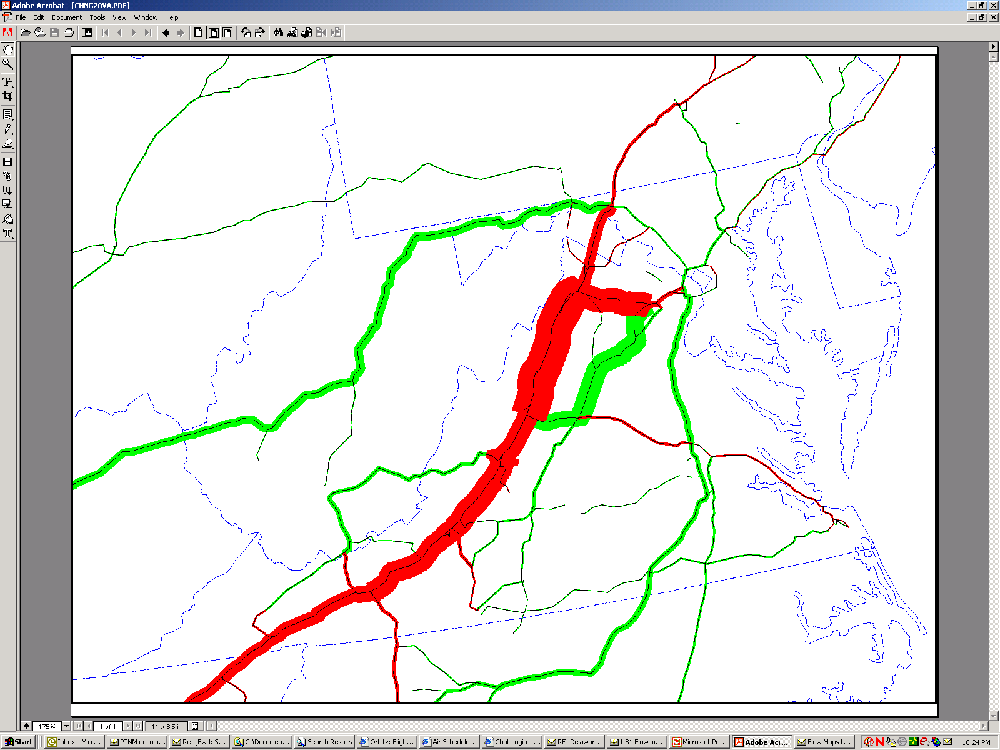 Adobe Acrobat - [CHNG20VA.PDF]
File Edit Document Tools View Window Help
175% 1 of 1 11 x 8.5 in
Start Inbox - Micr... PTNM docum... Re: [Fwd: S... C:\Documen... Search Results Orbitz: Fligh... Air Schedule... Chat Login - ... RE: Delawar... I-81 Flow m... Microsoft Po... Adobe Acr... Flow Maps f... 10:24 PM